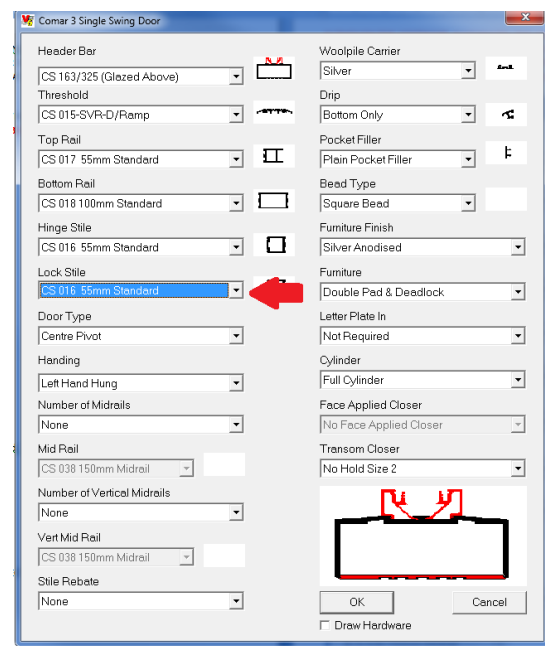 Comar 3 Single Swing Door
Header Bar
CS 163/325 (Glazed Above)
Threshold
CS 015-SVR-D/Ramp
Top Rail
CS 017 55mm Standard
Bottom Rail
CS 018 100mm Standard
Hinge Stile
CS 016 55mm Standard
Lock Stile
CS 016 55mm Standard
Door Type
Centre Pivot
Handing
Left Hand Hung
Number of Midrails
None
Mid Rail
CS 038 150mm Midrail
Number of Vertical Midrails
None
Vert Mid Rail
CS 038 150mm Midrail
Stile Rebate
None
Woolpile Carrier
Silver
Drip
Bottom Only
Pocket Filler
Plain Pocket Filler
Bead Type
Square Bead
Furniture Finish
Silver Anodised
Furniture
Double Pad & Deadlock
Letter Plate In
Not Required
Cylinder
Full Cylinder
Face Applied Closer
No Face Applied Closer
Transom Closer
No Hold Size 2
OK
Cancel
Draw Hardware